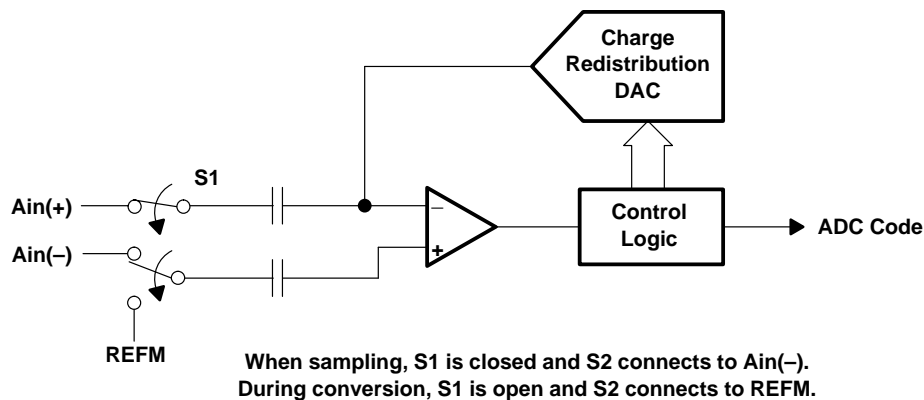 Charge
Redistribution
DAC
S1
Ain(+)
−
Control
Logic
ADC Code
Ain(−)
+
REFM
When sampling, S1 is closed and S2 connects to Ain(−).
During conversion, S1 is open and S2 connects to REFM.